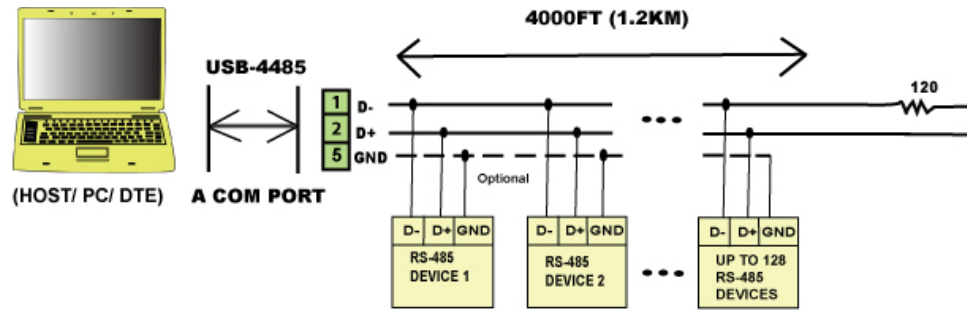 4000FT (1.2KM)
USB-4485
120
1 D-
2 D+
5 GND
Optional
(HOST/ PC/ DTE)
A COM PORT
D- D+ GND
RS-485
DEVICE 1
D- D+ GND
RS-485
DEVICE 2
D- D+ GND
UP TO 128
RS-485
DEVICES